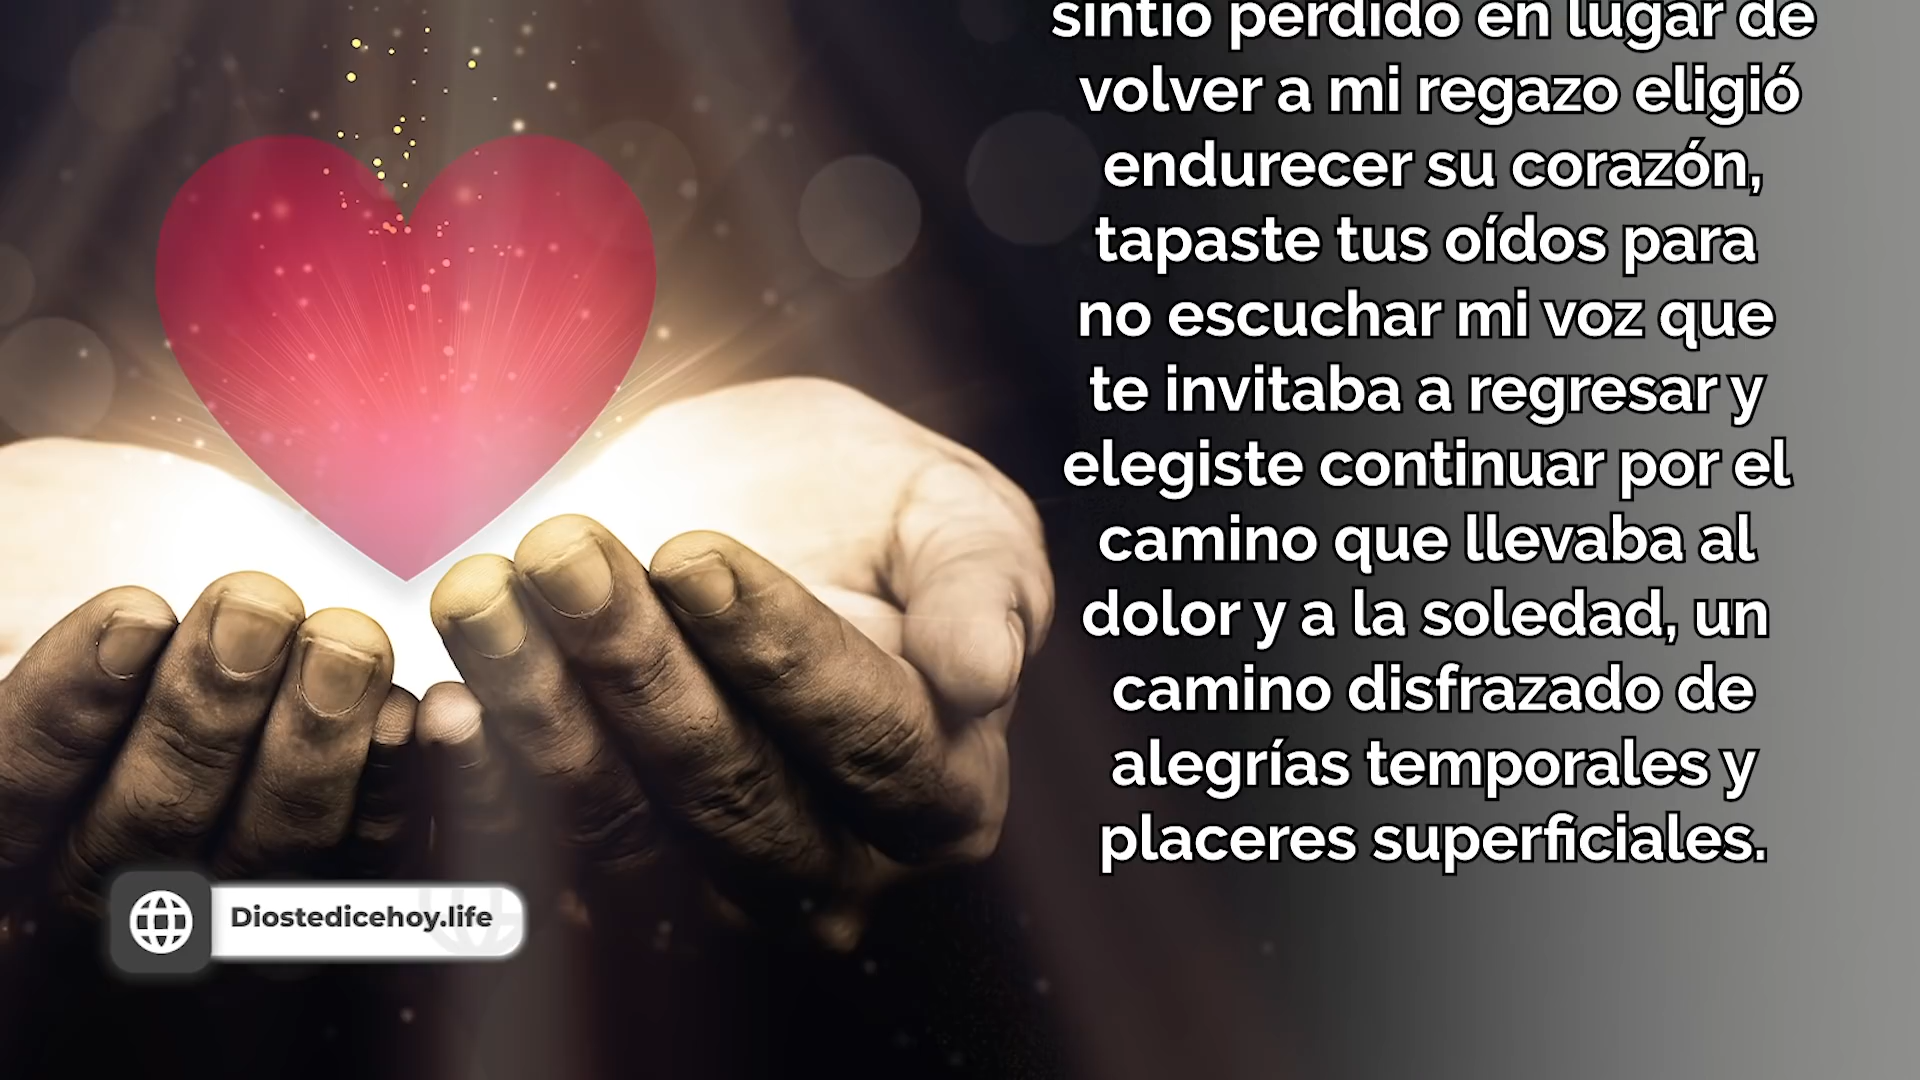 sintió perdido en lugar de
volver a mi regazo eligió
endurecer su corazón,
tapaste tus oídos para
no escuchar mi voz que
te invitaba a regresar y
elegiste continuar por el
camino que llevaba al
dolor y a la soledad, un
camino disfrazado de
alegrías temporales y
placeres superficiales.
Diostedicehoy.life